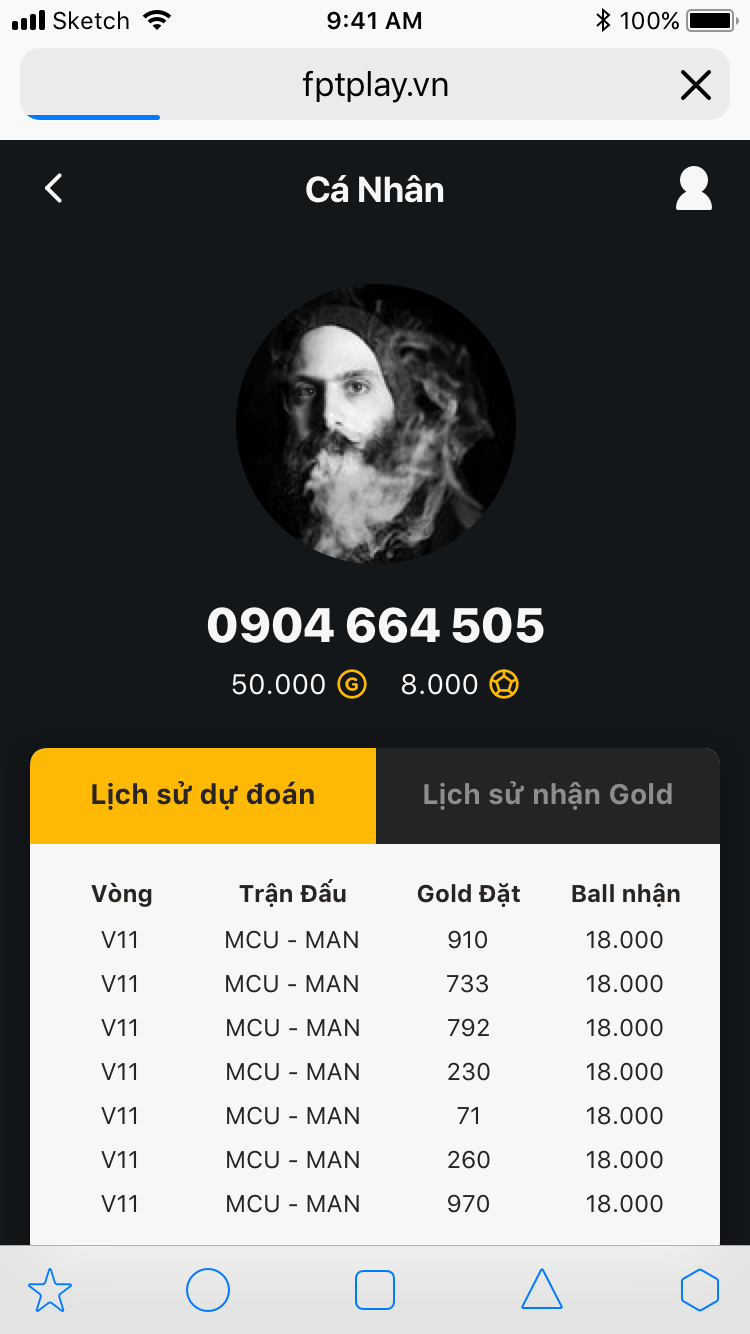 Sketch 9:41 AM 100%
fptplay.vn
Cá Nhân
0904 664 505
50.000 G 8.000
Lịch sử dự đoán Lịch sử nhận Gold
Vòng Trận Đấu Gold Đặt Ball nhận
V11 MCU - MAN 910 18.000
V11 MCU - MAN 733 18.000
V11 MCU - MAN 792 18.000
V11 MCU - MAN 230 18.000
V11 MCU - MAN 71 18.000
V11 MCU - MAN 260 18.000
V11 MCU - MAN 970 18.000